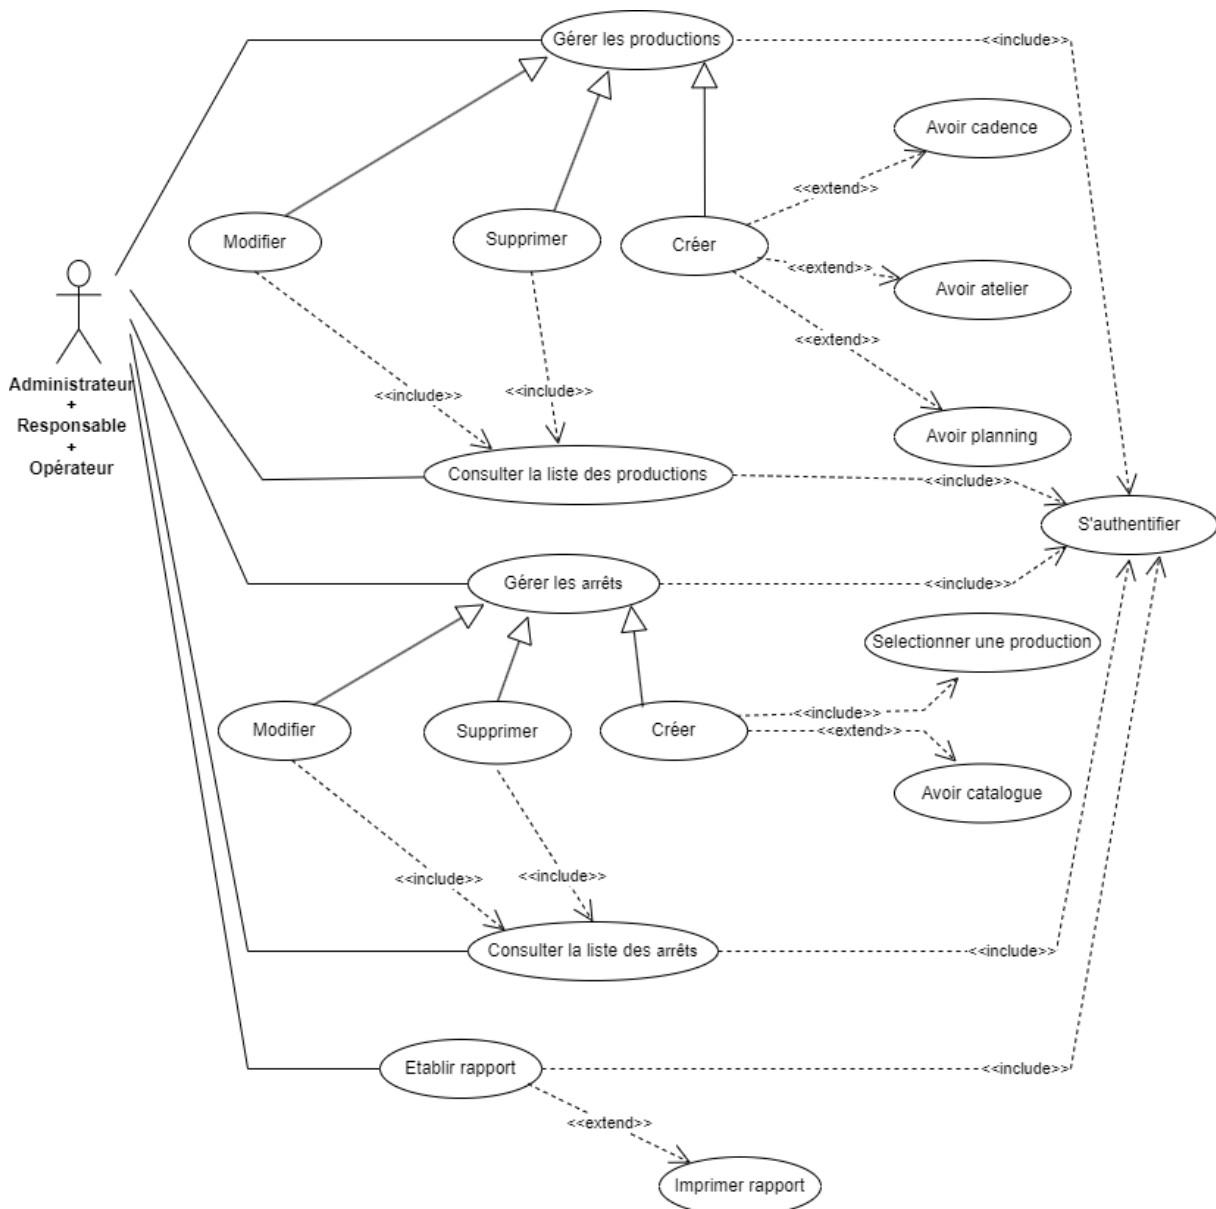 Gérer les productions
<<include>>
Avoir cadence
<<extend>>
Modifier
Supprimer
Créer
<<extend>>
Avoir atelier
<<extend>>
Administrateur
+
Responsable
+
Opérateur
<<include>>
<<include>>
Avoir planning
Consulter la liste des productions
<<include>>
S'authentifier
Gérer les arrêts
<<include>>
Selectionner une production
Modifier
Supprimer
Créer
<<include>>
<<extend>>
Avoir catalogue
<<include>>
<<include>>
Consulter la liste des arrêts
<<include>>
Etablir rapport
<<include>>
<<extend>>
Imprimer rapport